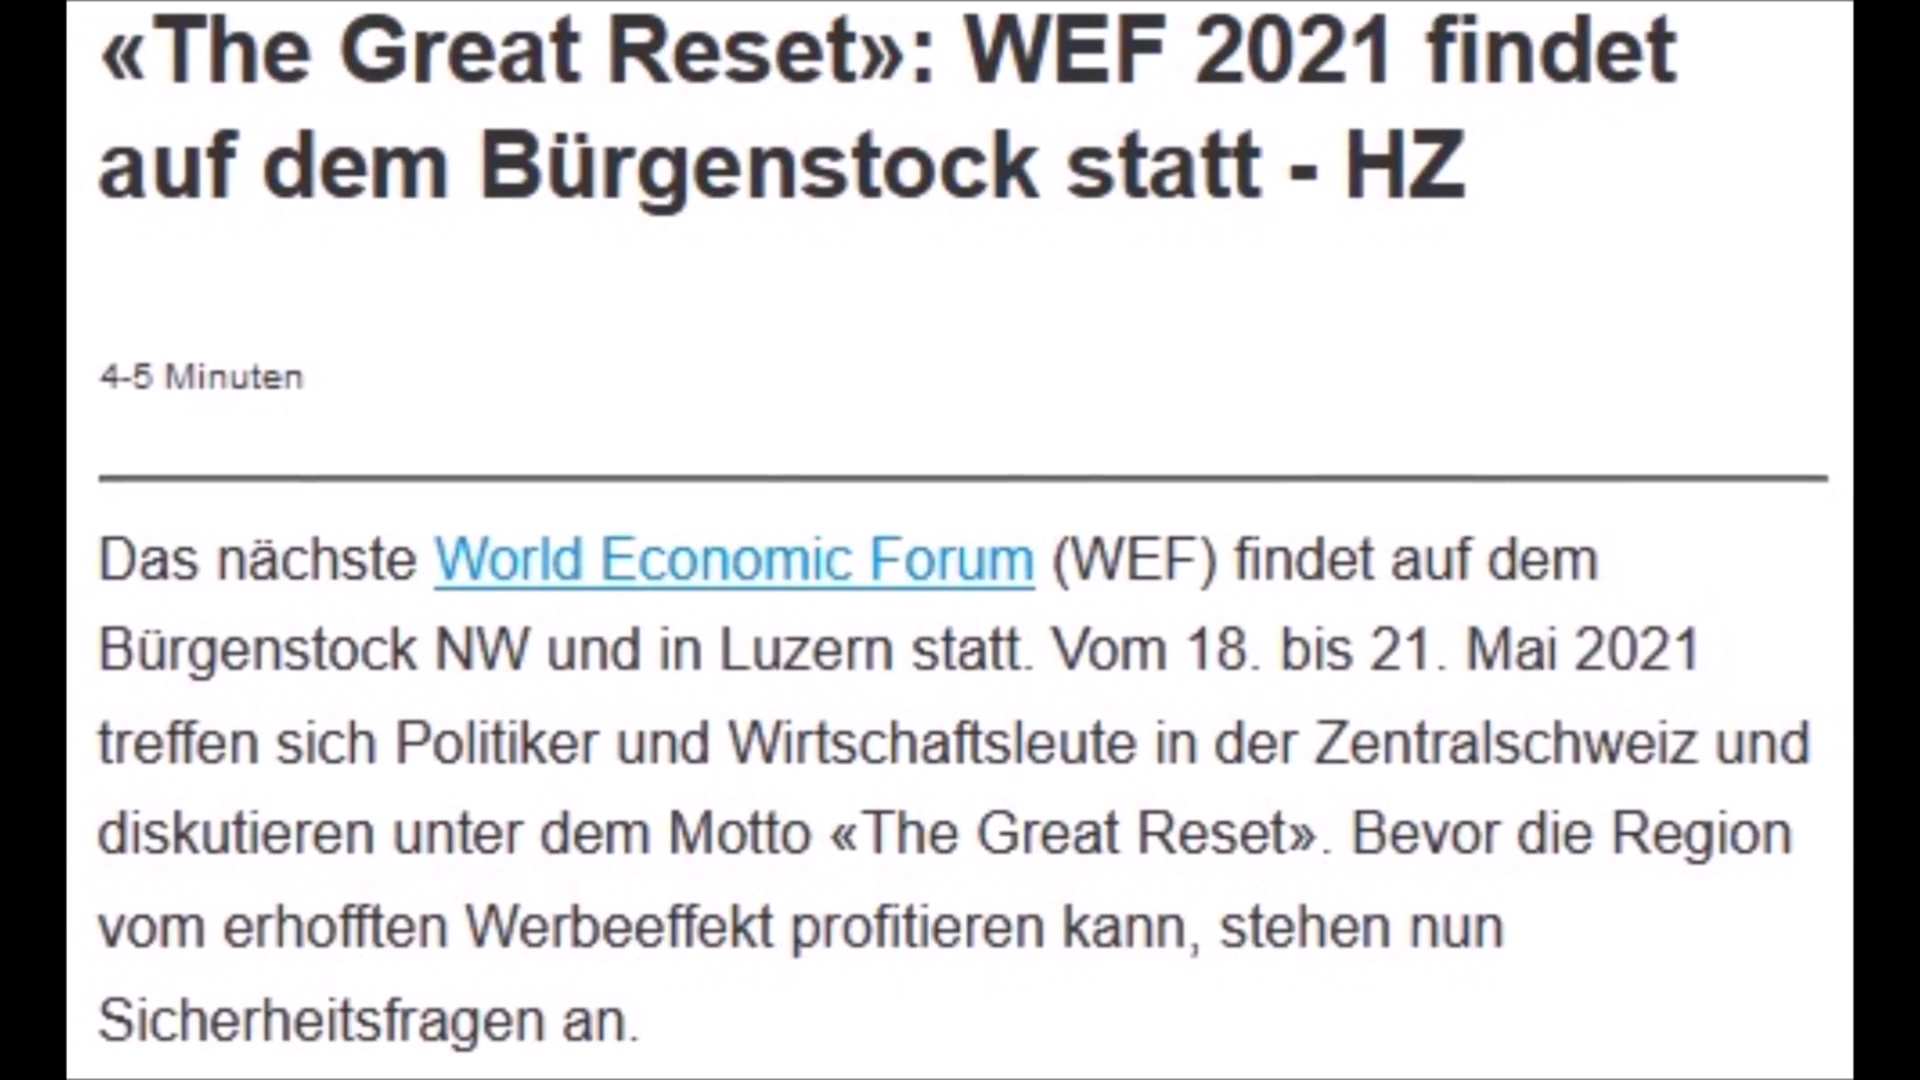 «The Great Reset»: WEF 2021 findet
auf dem Bürgenstock statt - HZ
4-5 Minuten
Das nächste World Economic Forum (WEF) findet auf dem
Bürgenstock NW und in Luzern statt. Vom 18. bis 21. Mai 2021
treffen sich Politiker und Wirtschaftsleute in der Zentralschweiz und
diskutieren unter dem Motto «The Great Reset». Bevor die Region
vom erhofften Werbeeffekt profitieren kann, stehen nun
Sicherheitsfragen an.